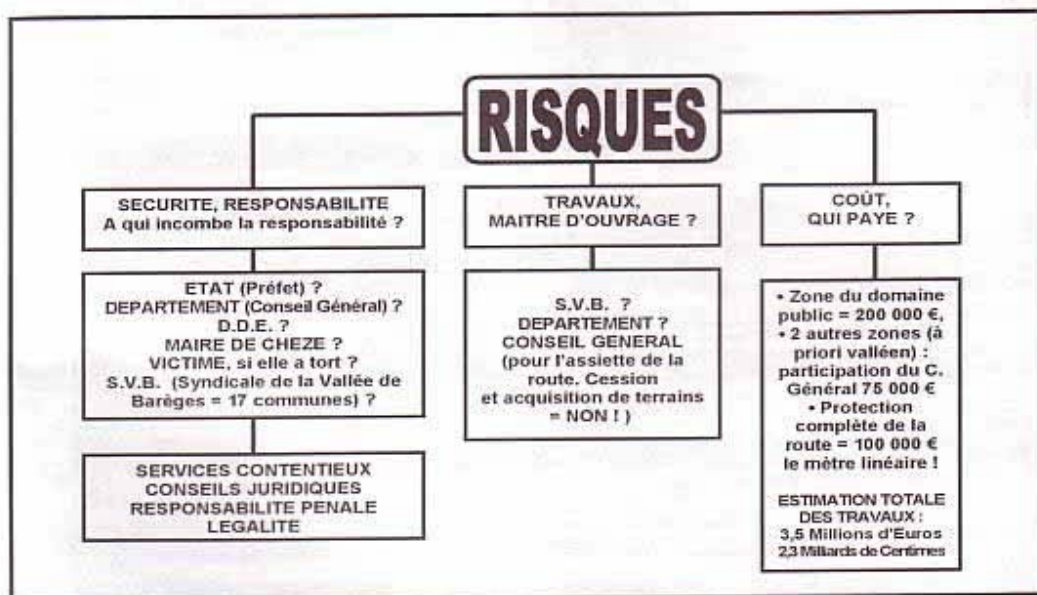 RISQUES
SECURITE, RESPONSABILITE
A qui incombe la responsabilité ?
ETAT (Préfet) ?
DEPARTEMENT (Conseil Général) ?
D.D.E. ?
MAIRE DE CHEZE ?
VICTIME, si elle a tort ?
S.V.B. (Syndicale de la Vallée de
Barèges = 17 communes) ?
SERVICES CONTENTIEUX
CONSEILS JURIDIQUES
RESPONSABILITE PENALE
LEGALITE
TRAVAUX,
MAITRE D'OUVRAGE ?
S.V.B. ?
DEPARTEMENT ?
CONSEIL GENERAL
(pour l'assiette de la
route. Cession
et acquisition de terrains
= NON ! )
COÛT,
QUI PAYE ?
• Zone du domaine
public = 200 000 €,
• 2 autres zones (à
priori valléen) :
participation du C.
Général 75 000 €
• Protection
complète de la
route = 100 000 €
le mètre linéaire !
ESTIMATION TOTALE
DES TRAVAUX :
3,5 Millions d'Euros
2,3 Milliards de Centimes